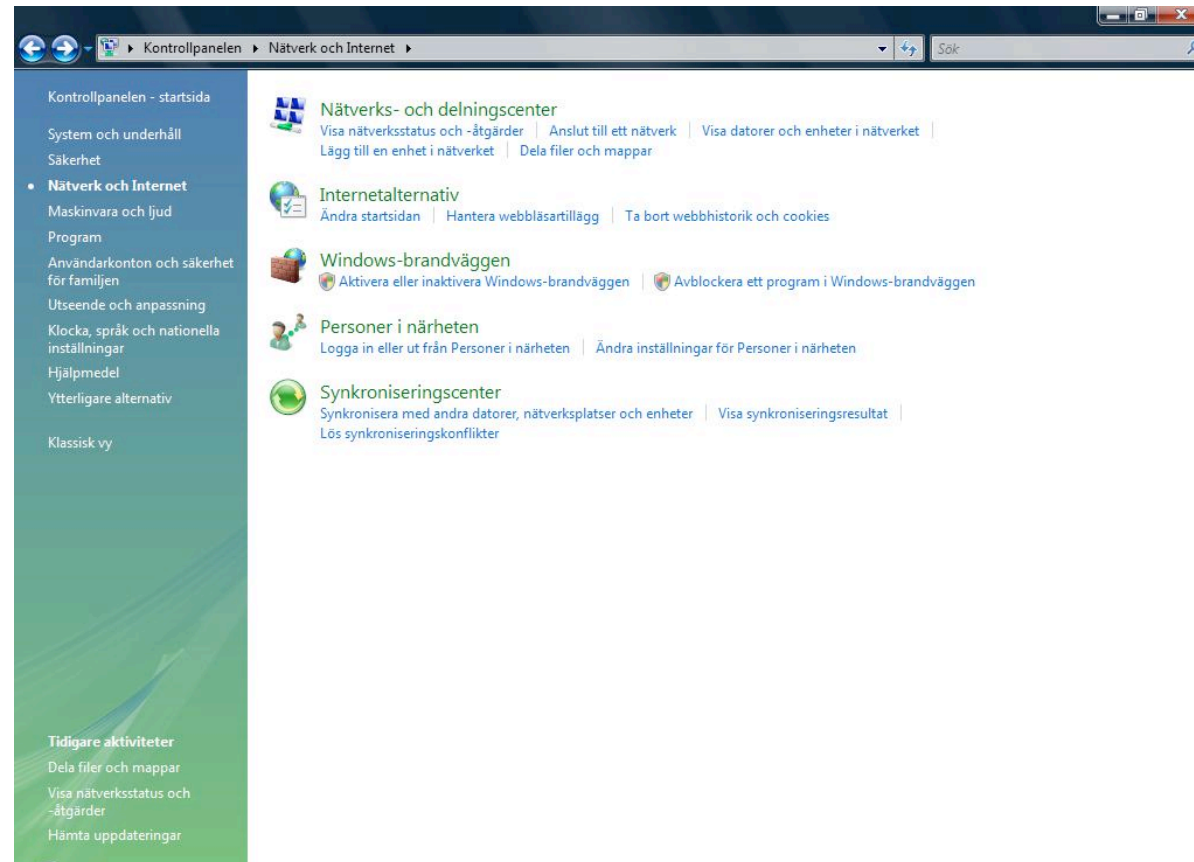 Kontrollpanelen ▸ Nätverk och Internet ▸
Sök
Kontrollpanelen - startsida
System och underhåll
Säkerhet
Nätverk och Internet
Maskinvara och ljud
Program
Användarkonton och säkerhet
för familjen
Utseende och anpassning
Klocka, språk och nationella
inställningar
Hjälpmedel
Ytterligare alternativ
Klassisk vy
Tidigare aktiviteter
Dela filer och mappar
Visa nätverksstatus och
-åtgärder
Hämta uppdateringar
Nätverks- och delningscenter
Visa nätverksstatus och -åtgärder | Anslut till ett nätverk | Visa datorer och enheter i nätverket |
Lägg till en enhet i nätverket | Dela filer och mappar
Internetalternativ
Ändra startsidan | Hantera webbläsartillägg | Ta bort webbhistorik och cookies
Windows-brandväggen
Aktivera eller inaktivera Windows-brandväggen | Avblockera ett program i Windows-brandväggen
Personer i närheten
Logga in eller ut från Personer i närheten | Ändra inställningar för Personer i närheten
Synkroniseringscenter
Synkronisera med andra datorer, nätverksplatser och enheter | Visa synkroniseringsresultat |
Lös synkroniseringskonflikter